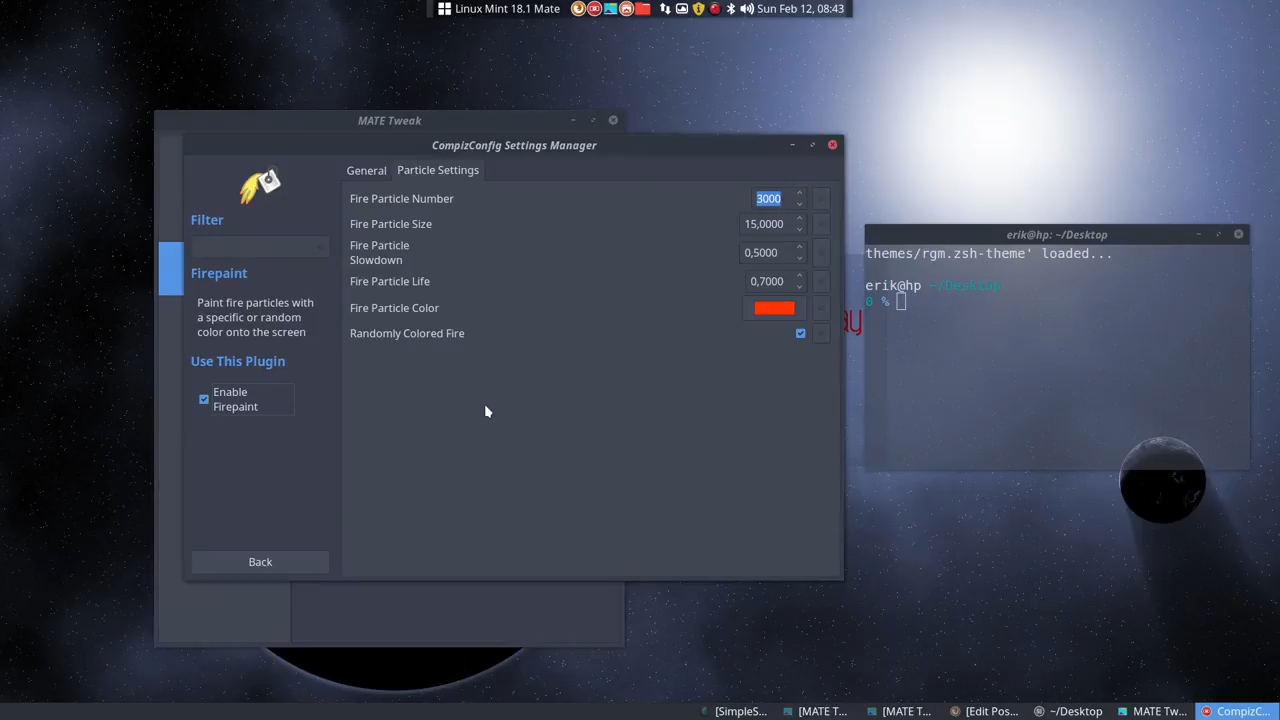 Linux Mint 18.1 Mate
Sun Feb 12, 08:43
MATE Tweak
CompizConfig Settings Manager
Filter
Firepaint
Paint fire particles with
a specific or random
color onto the screen
Use This Plugin
Enable
Firepaint
Back
General
Particle Settings
Fire Particle Number
3000
Fire Particle Size
15,0000
Fire Particle
Slowdown
0,5000
Fire Particle Life
0,7000
Fire Particle Color
Randomly Colored Fire
ay
erik@hp: ~/Desktop
themes/rgm.zsh-theme' loaded...
erik@hp ~/Desktop
0 %
[SimpleS...
[MATE T...
[MATE T...
[Edit Pos...
~/Desktop
MATE Tw...
CompizC...